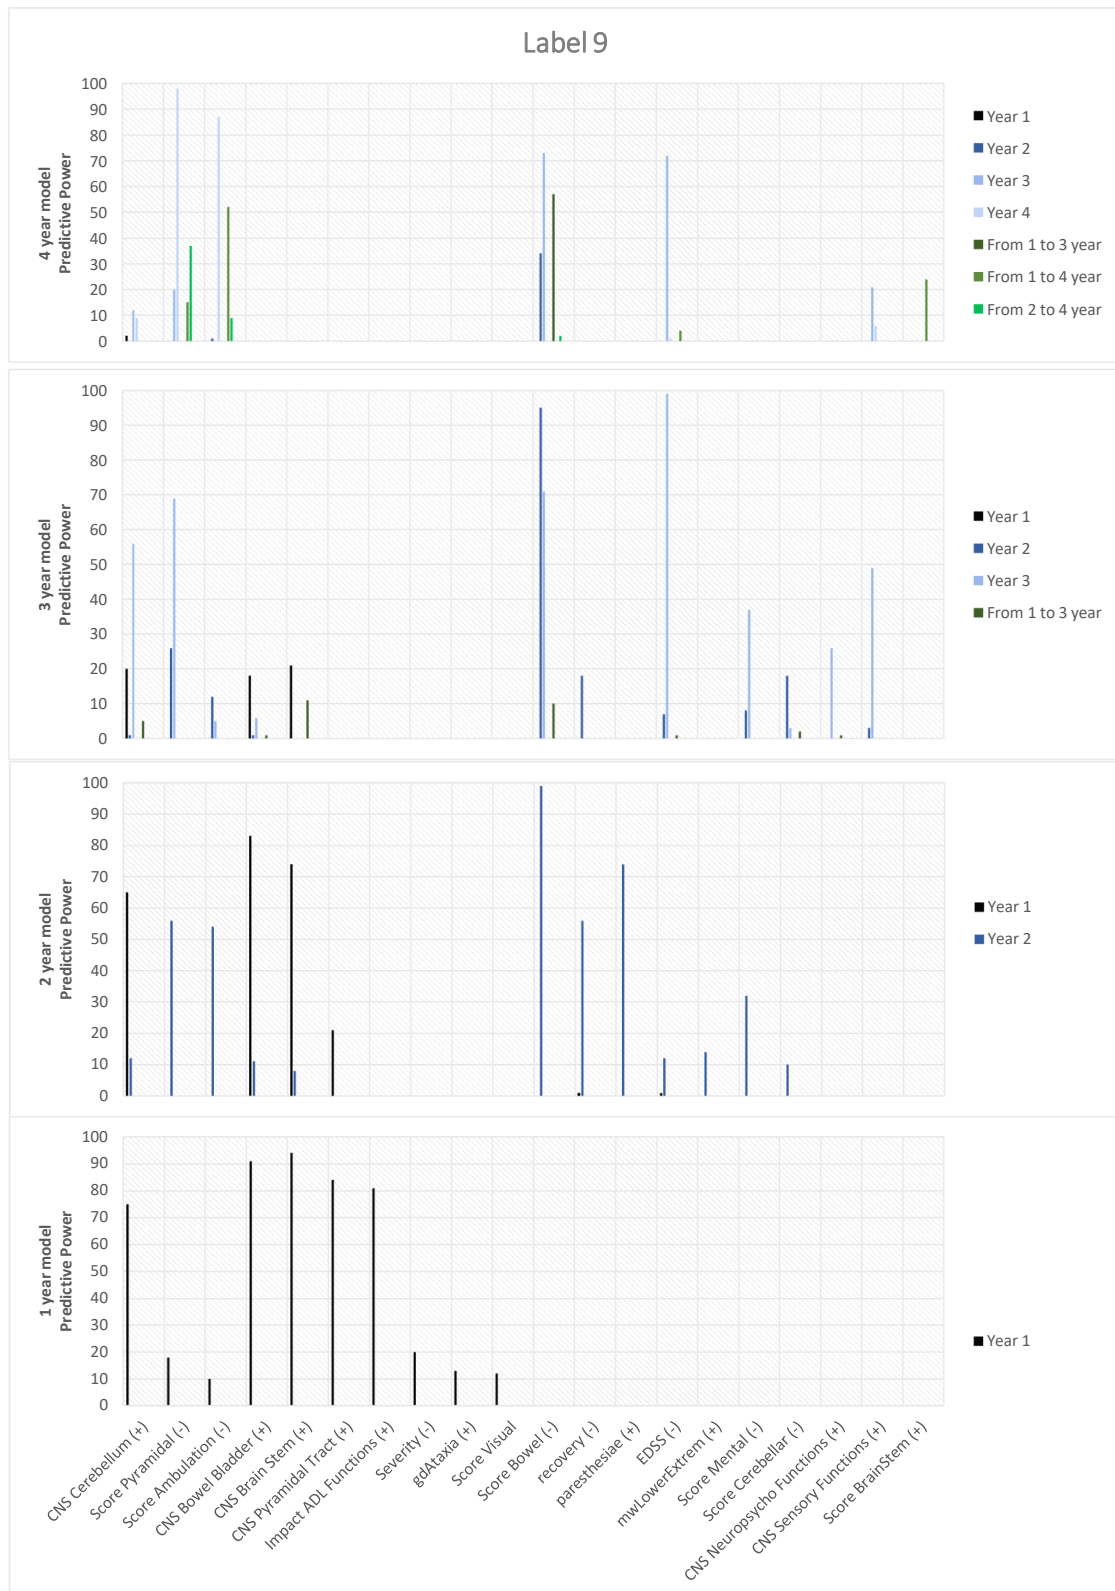 Label 9
4 year model
Predictive Power
100
90
80
70
60
50
40
30
20
10
0
Year 1
Year 2
Year 3
Year 4
From 1 to 3 year
From 1 to 4 year
From 2 to 4 year
3 year model
Predictive Power
100
90
80
70
60
50
40
30
20
10
0
Year 1
Year 2
Year 3
From 1 to 3 year
2 year model
Predictive Power
100
90
80
70
60
50
40
30
20
10
0
Year 1
Year 2
1 year model
Predictive Power
100
90
80
70
60
50
40
30
20
10
0
Year 1
CNS Cerebellum (+)
Score Pyramidal (-)
Score Ambulation (-)
CNS Bowel Bladder (+)
CNS Brain Stem (+)
CNS Pyramidal Tract (+)
Impact ADL Functions (+)
Severity (-)
gdAtaxia (+)
Score Visual
Score Bowel (-)
recovery (-)
paresthesiae (+)
EDSS (-)
mwLowerExtrem (+)
Score Mental (-)
Score Cerebellar (-)
CNS Neuropsycho Functions (+)
CNS Sensory Functions (+)
Score BrainStem (+)